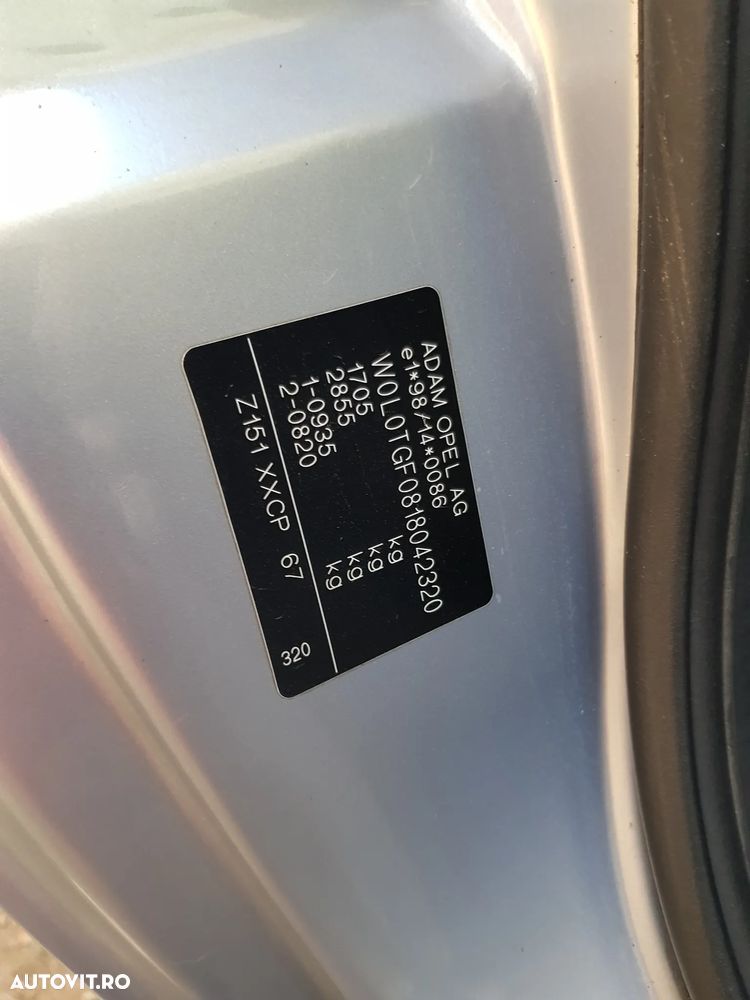 ADAM OPEL AG
e1*98/14*0086
W0L0TGF0818042320
1705 kg
2855 kg
1-0935 kg
2-0820 kg
Z151 XXCP 67 320
AUTOVIT.RO